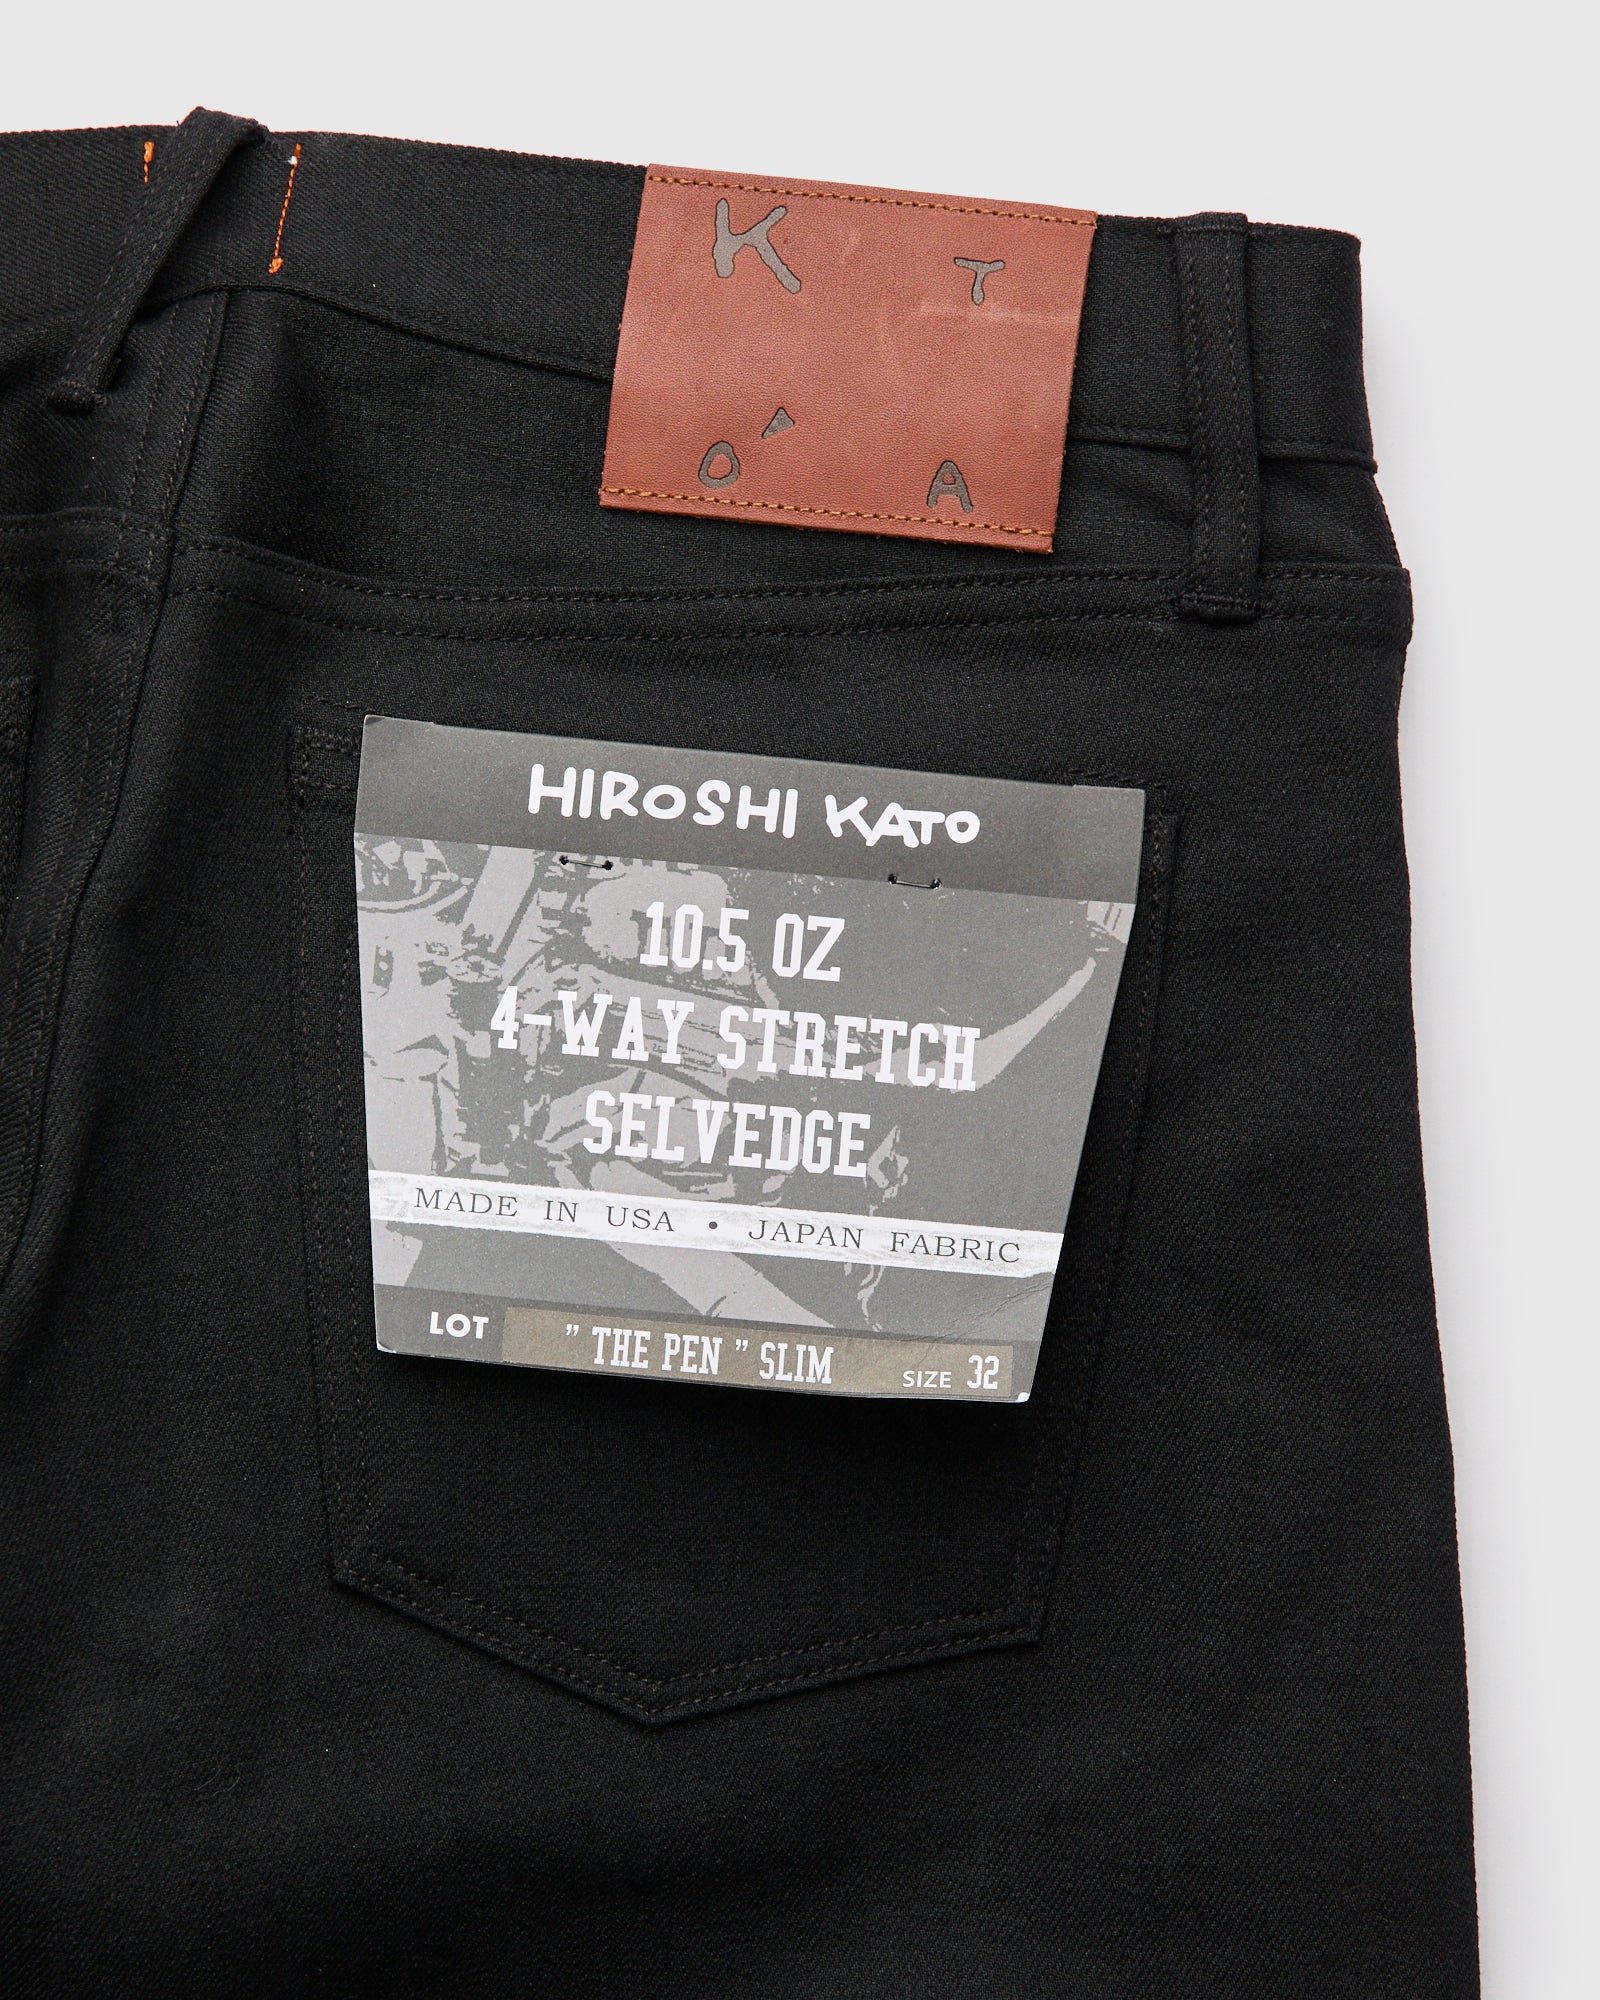 K T
O' A
HIROSHI KATO
10.5 OZ
4-WAY STRETCH
SELVEDGE
MADE IN USA • JAPAN FABRIC
LOT " THE PEN " SLIM SIZE 32